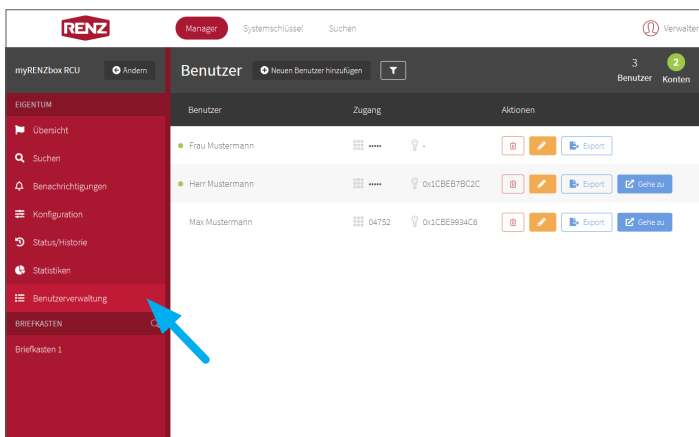 RENZ
Manager Systemschlüssel Suchen Verwalter
myRENZbox RCU Ändern
Benutzer Neuen Benutzer hinzufügen
3 Benutzer 2 Konten
EIGENTUM
Übersicht
Suchen
Benachrichtigungen
Konfiguration
Status/Historie
Statistiken
Benutzerverwaltung
BRIEFKASTEN
Briefkasten 1
Benutzer Zugang Aktionen
Frau Mustermann ••••• - Export
Herr Mustermann ••••• 0x1CBEB7BC2C Export Gehe zu
Max Mustermann 04752 0x1CBE9934C6 Export Gehe zu